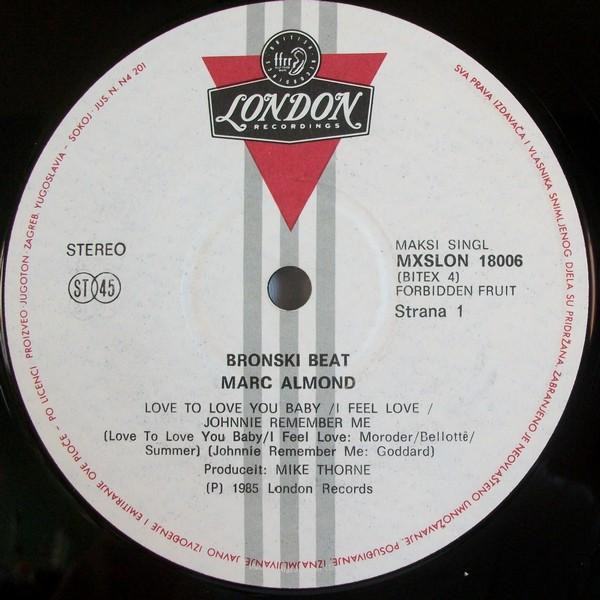 BRITISH RECORDINGS
ffrr
LONDON
RECORDINGS
STEREO
ST 45
MAKSI SINGL
MXSLON 18006
(BITEX 4)
FORBIDDEN FRUIT
Strana 1
BRONSKI BEAT
MARC ALMOND
LOVE TO LOVE YOU BABY /I FEEL LOVE /
JOHNNIE REMEMBER ME
(Love To Love You Baby/I Feel Love: Moroder/Bellottê/
Summer) (Johnnie Remember Me: Goddard)
Produceit: MIKE THORNE
(P) 1985 London Records
SVA PRAVA IZDAVAČA I VLASNIKA SNIMLJENOG DJELA SU PRIDRŽANA. ZABRANJENO JE NEOVLAŠTENO UMNOŽAVANJE, POSUĐIVANJE, IZNAJMLJIVANJE, JAVNO IZVOĐENJE I EMITIRANJE OVE PLOČE – PO LICENCI PROIZVEO JUGOTON ZAGREB, YUGOSLAVIA – SOKOJ · JUS. N. N4 201